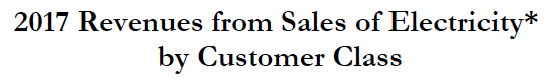 2017 Revenues from Sales of Electricity*
by Customer Class